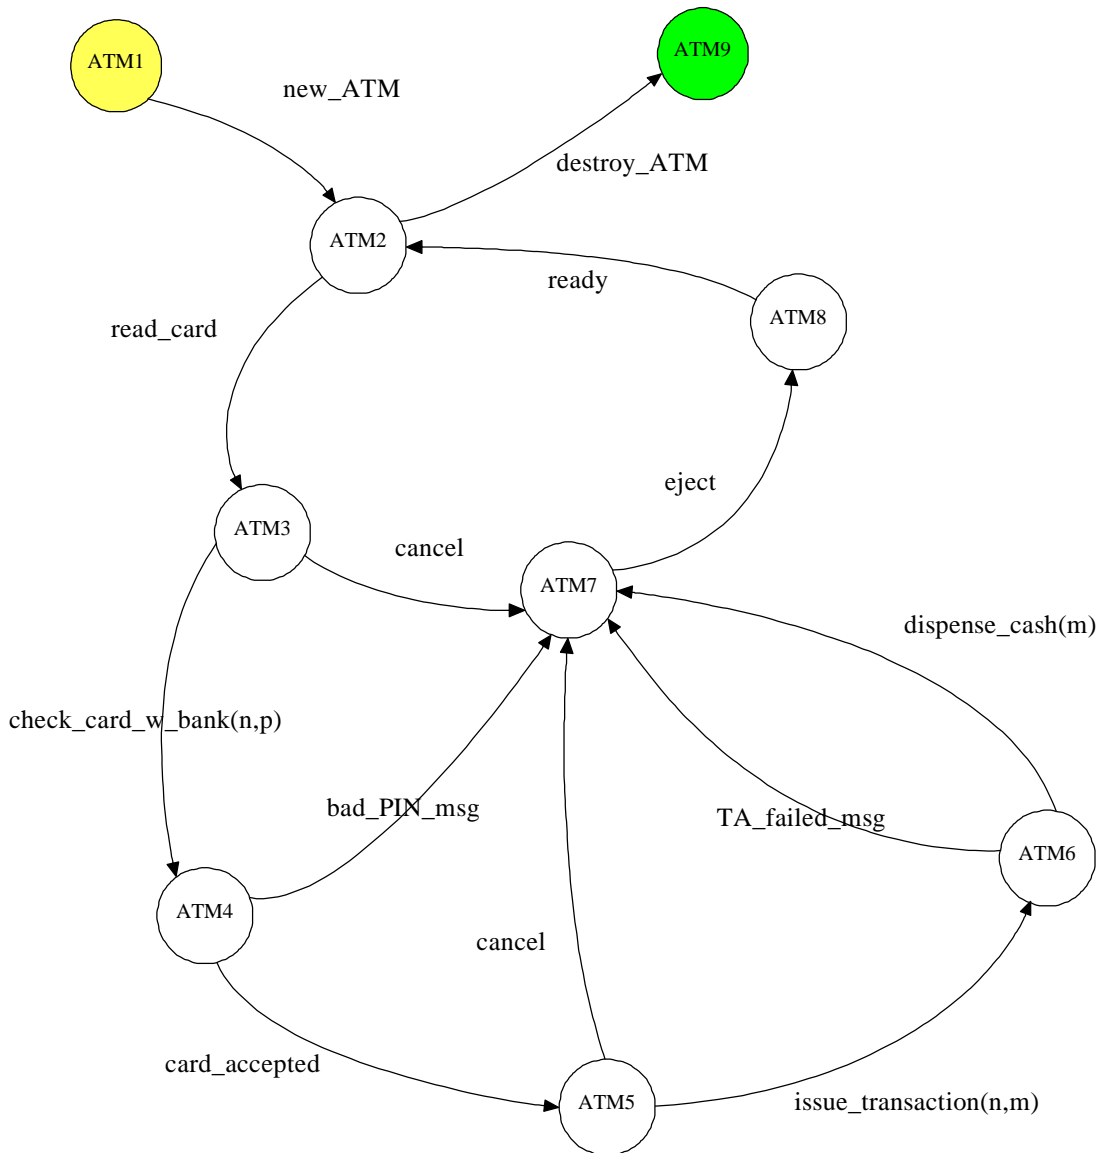 ATM1
ATM9
new_ATM
destroy_ATM
ATM2
ready
ATM8
read_card
eject
ATM3
cancel
ATM7
dispense_cash(m)
check_card_w_bank(n,p)
bad_PIN_msg
TA_failed_msg
ATM6
ATM4
cancel
card_accepted
ATM5
issue_transaction(n,m)